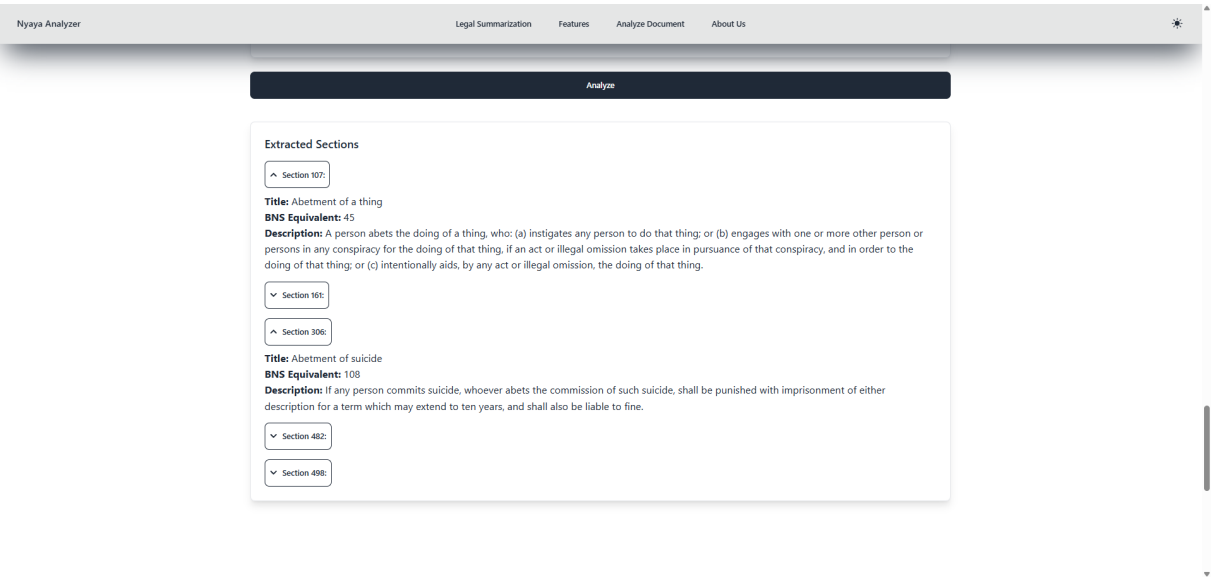 Nyaya Analyzer
Legal Summarization
Features
Analyze Document
About Us
Analyze
Extracted Sections
Section 107:
Title: Abetment of a thing
BNS Equivalent: 45
Description: A person abets the doing of a thing, who: (a) instigates any person to do that thing; or (b) engages with one or more other person or
persons in any conspiracy for the doing of that thing, if an act or illegal omission takes place in pursuance of that conspiracy, and in order to the
doing of that thing; or (c) intentionally aids, by any act or illegal omission, the doing of that thing.
Section 161:
Section 306:
Title: Abetment of suicide
BNS Equivalent: 108
Description: If any person commits suicide, whoever abets the commission of such suicide, shall be punished with imprisonment of either
description for a term which may extend to ten years, and shall also be liable to fine.
Section 482:
Section 498: